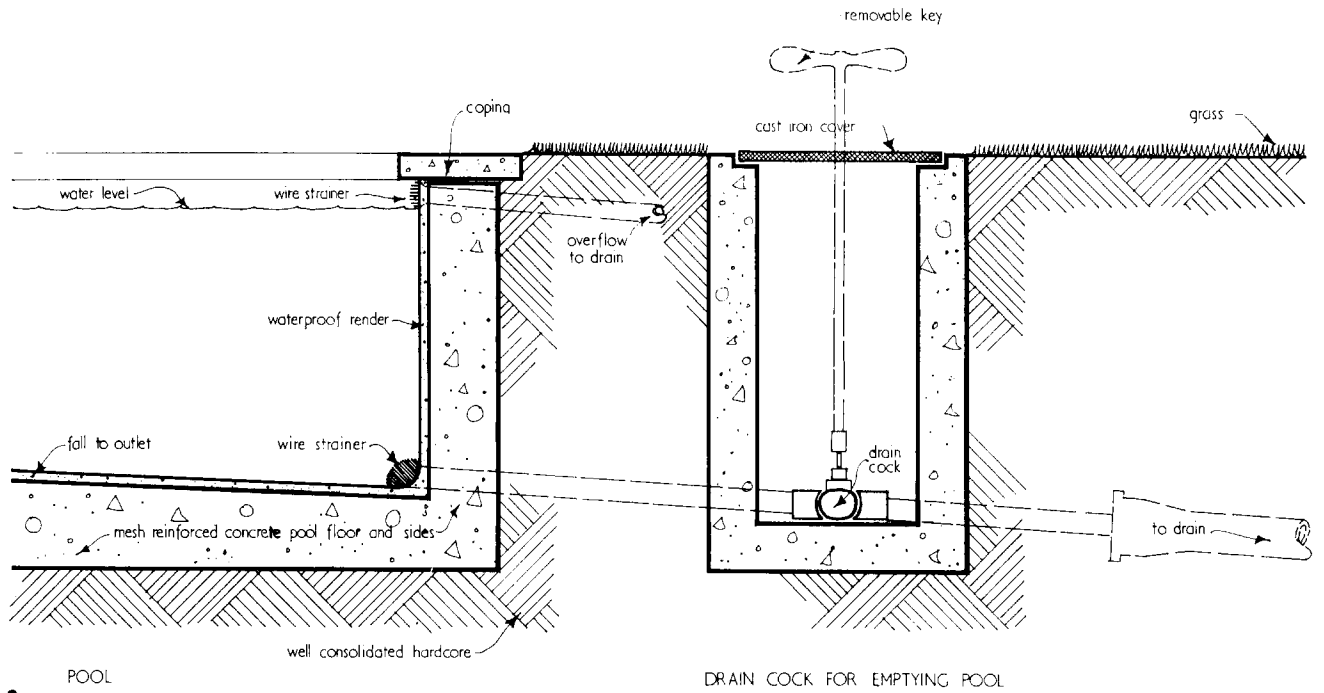 removable key
coping
cast iron cover
grass
water level
wire strainer
overflow
to drain
waterproof render
fall to outlet
wire strainer
drain
cock
mesh reinforced concrete pool floor and sides
to drain
well consolidated hardcore
POOL
DRAIN COCK FOR EMPTYING POOL